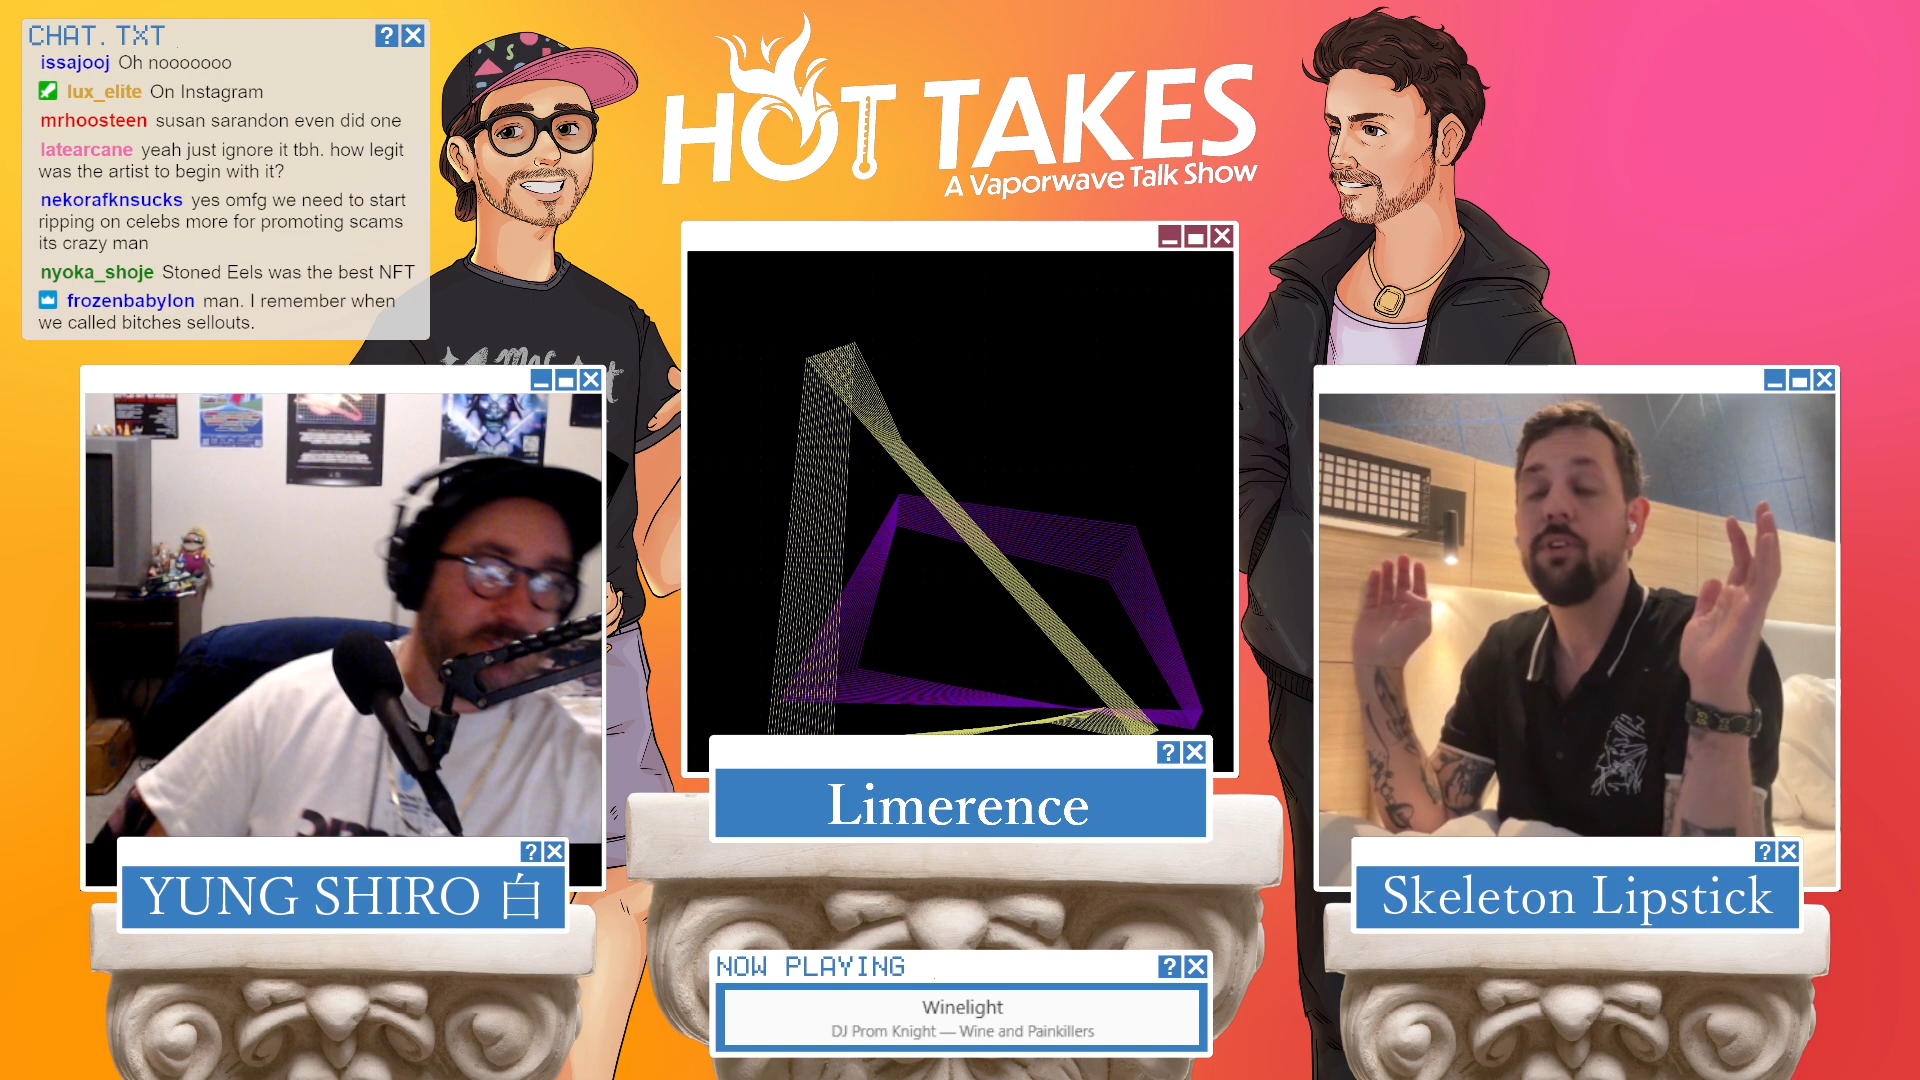 CHAT.TXT
issajooj Oh nooooooo
lux_elite On Instagram
mrhoosteen susan sarandon even did one
latearcane yeah just ignore it tbh. how legit
was the artist to begin with it?
nekorafknsucks yes omfg we need to start
ripping on celebs more for promoting scams
its crazy man
nyoka_shoje Stoned Eels was the best NFT
frozenbabylon man. I remember when
we called bitches sellouts.
HOT TAKES
A Vaporwave Talk Show
Limerence
YUNG SHIRO 白
Skeleton Lipstick
NOW PLAYING
Winelight
DJ Prom Knight — Wine and Painkillers